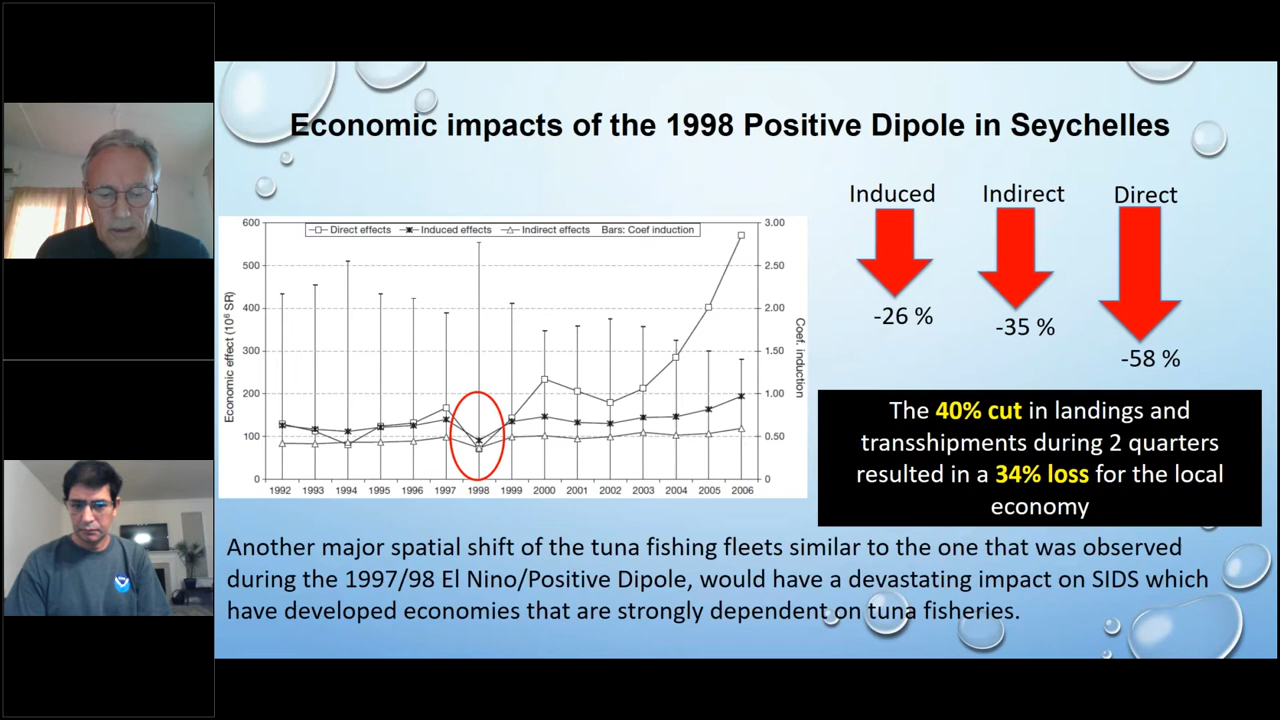 Economic impacts of the 1998 Positive Dipole in Seychelles
Induced Indirect Direct
-26 %
-35 %
-58 %
Direct effects Induced effects Indirect effects Bars: Coef induction
Economic effect (10⁶ SR)
600
500
400
300
200
100
0
3.00
2.50
2.00
1.50
1.00
0.50
0
Coef. induction
1992 1993 1994 1995 1996 1997 1998 1999 2000 2001 2002 2003 2004 2005 2006
The 40% cut in landings and
transshipments during 2 quarters
resulted in a 34% loss for the local
economy
Another major spatial shift of the tuna fishing fleets similar to the one that was observed
during the 1997/98 El Nino/Positive Dipole, would have a devastating impact on SIDS which
have developed economies that are strongly dependent on tuna fisheries.